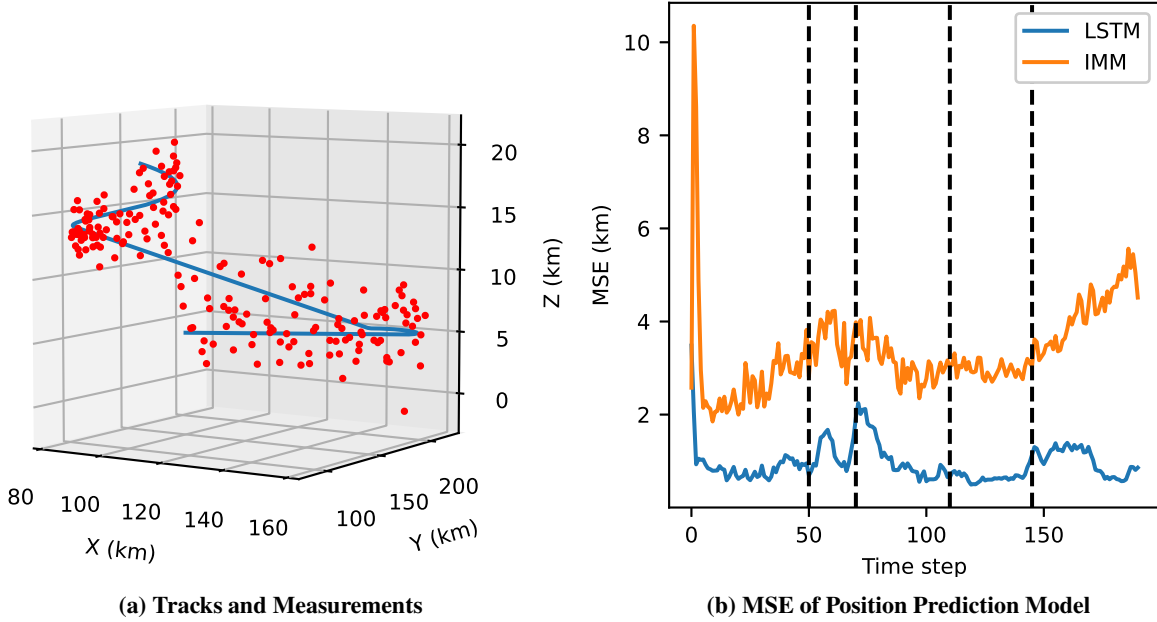 20
15
10
5
0
Z (km)
80
100
120
140
160
X (km)
100
150
200
Y (km)
(a) Tracks and Measurements
LSTM
IMM
10
8
6
4
2
MSE (km)
0
50
100
150
Time step
(b) MSE of Position Prediction Model